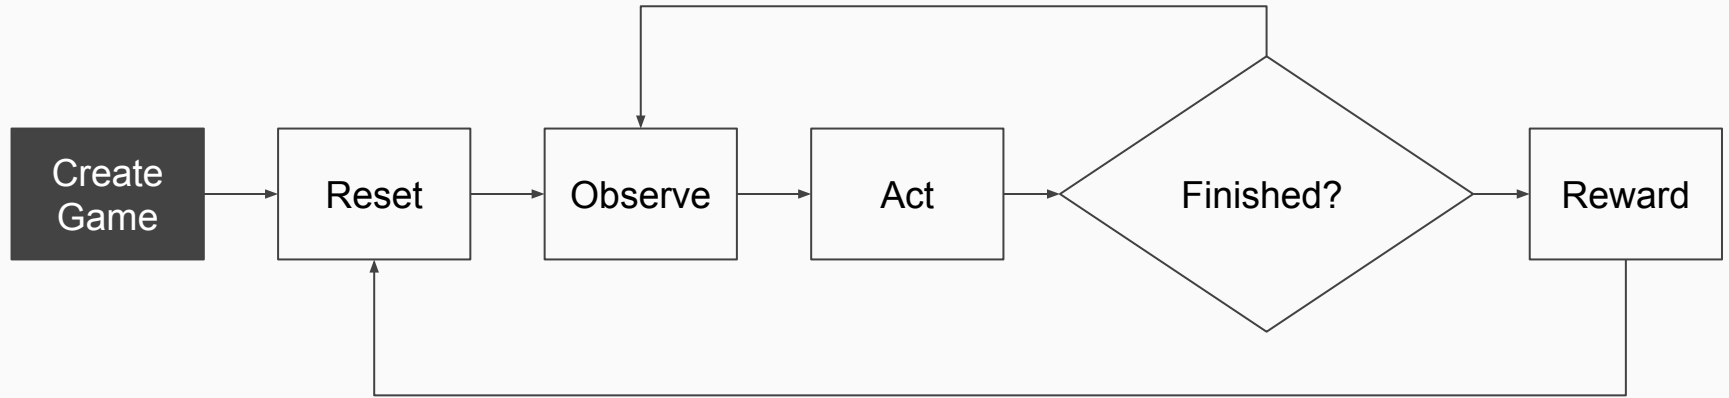 Create
Game
Reset
Observe
Act
Finished?
Reward